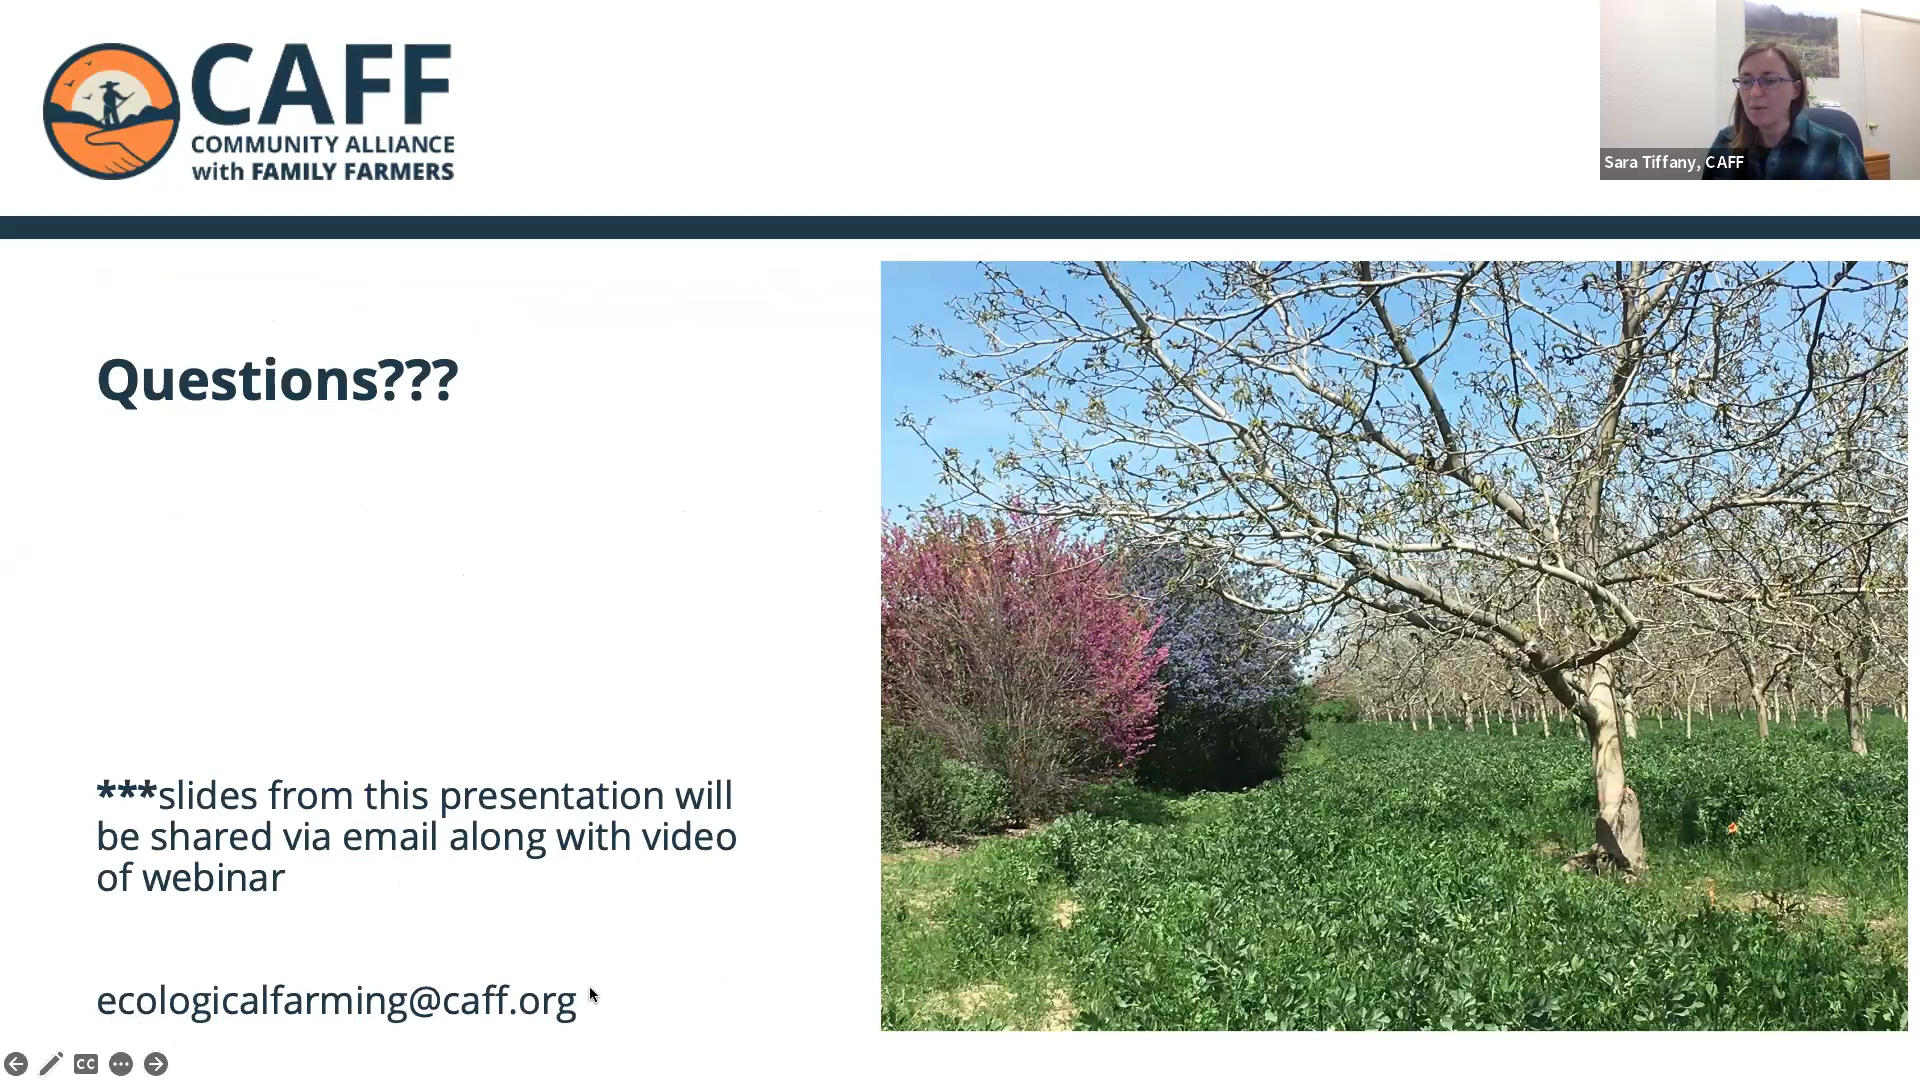 CAFF
COMMUNITY ALLIANCE
with FAMILY FARMERS
Sara Tiffany, CAFF
Questions???
***slides from this presentation will
be shared via email along with video
of webinar
ecologicalfarming@caff.org
CC